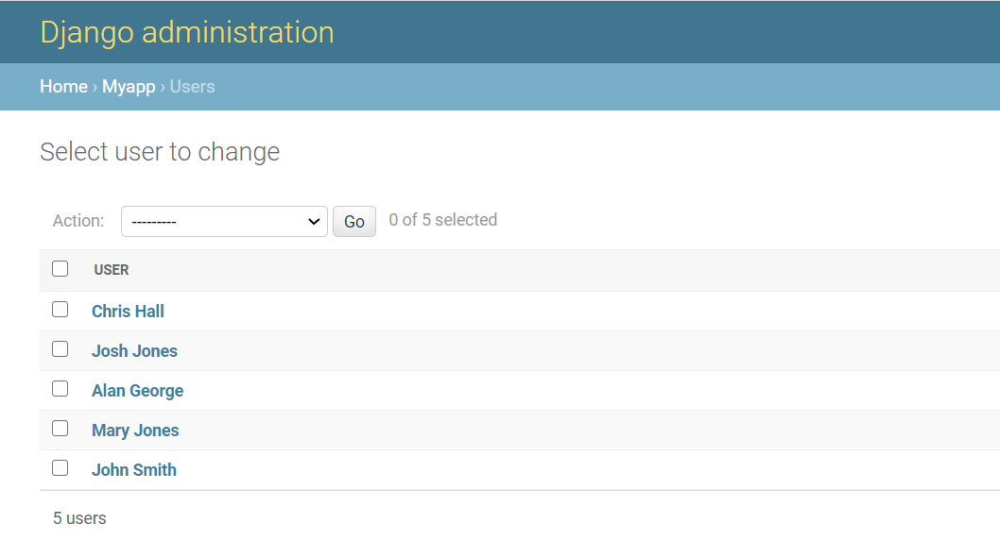 Django administration
Home › Myapp › Users
Select user to change
Action: --------- Go 0 of 5 selected
USER
Chris Hall
Josh Jones
Alan George
Mary Jones
John Smith
5 users